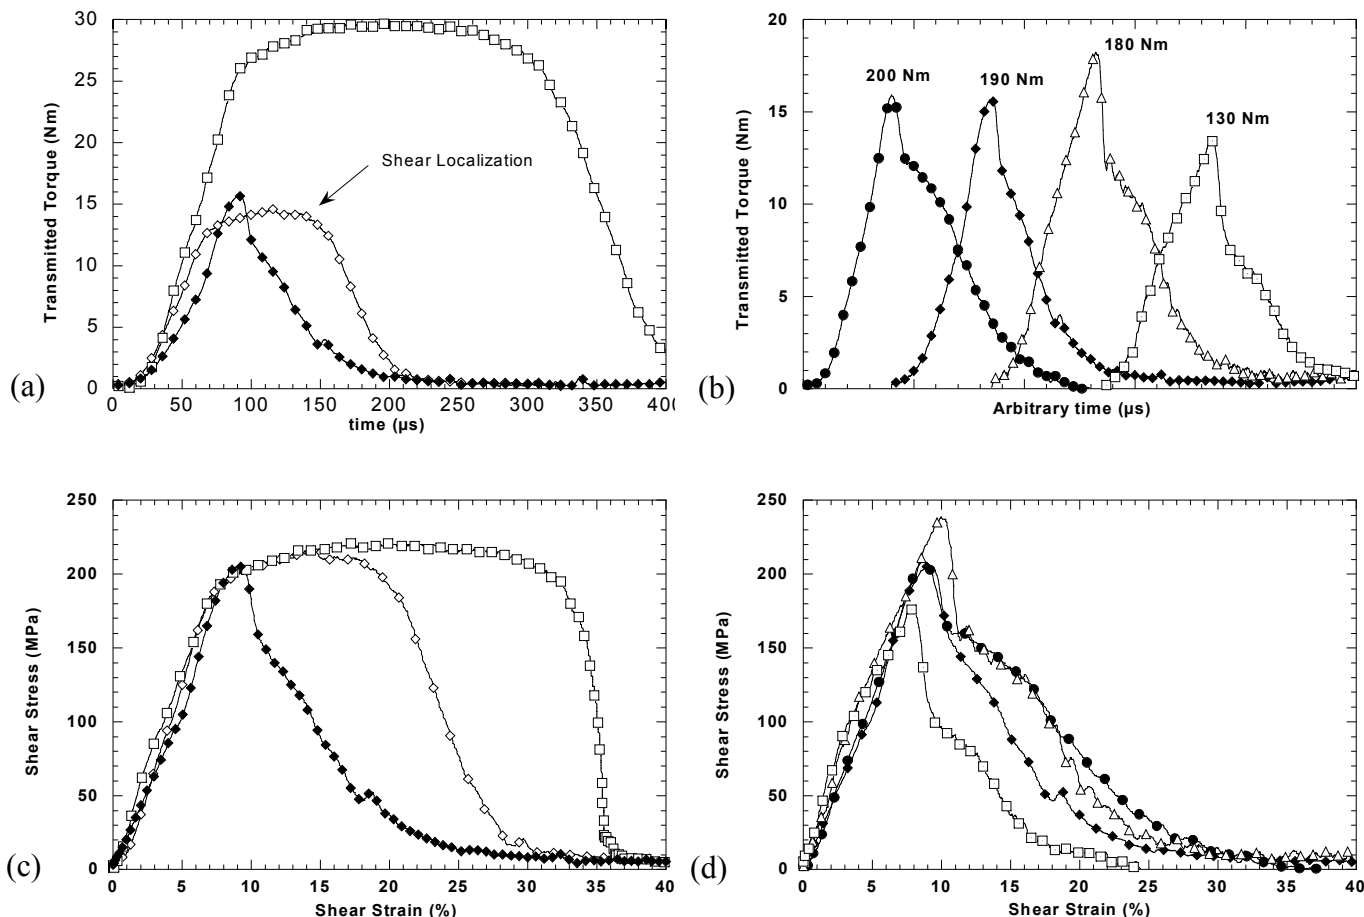 30
25
20
15
10
5
0
Transmitted Torque (Nm)
Shear Localization
0 50 100 150 200 250 300 350 400
time (µs)
(a)
20
15
10
5
0
Transmitted Torque (Nm)
200 Nm
190 Nm
180 Nm
130 Nm
Arbitrary time (µs)
(b)
250
200
150
100
50
0
Shear Stress (MPa)
0 5 10 15 20 25 30 35 40
Shear Strain (%)
(c)
250
200
150
100
50
0
Shear Stress (MPa)
0 5 10 15 20 25 30 35 40
Shear Strain (%)
(d)